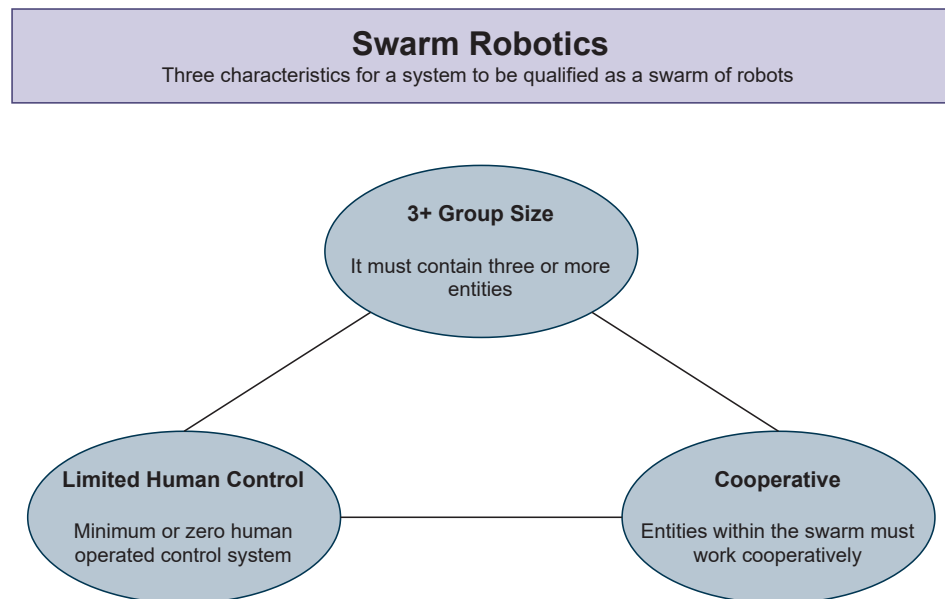 Swarm Robotics
Three characteristics for a system to be qualified as a swarm of robots
3+ Group Size
It must contain three or more
entities
Limited Human Control
Minimum or zero human
operated control system
Cooperative
Entities within the swarm must
work cooperatively